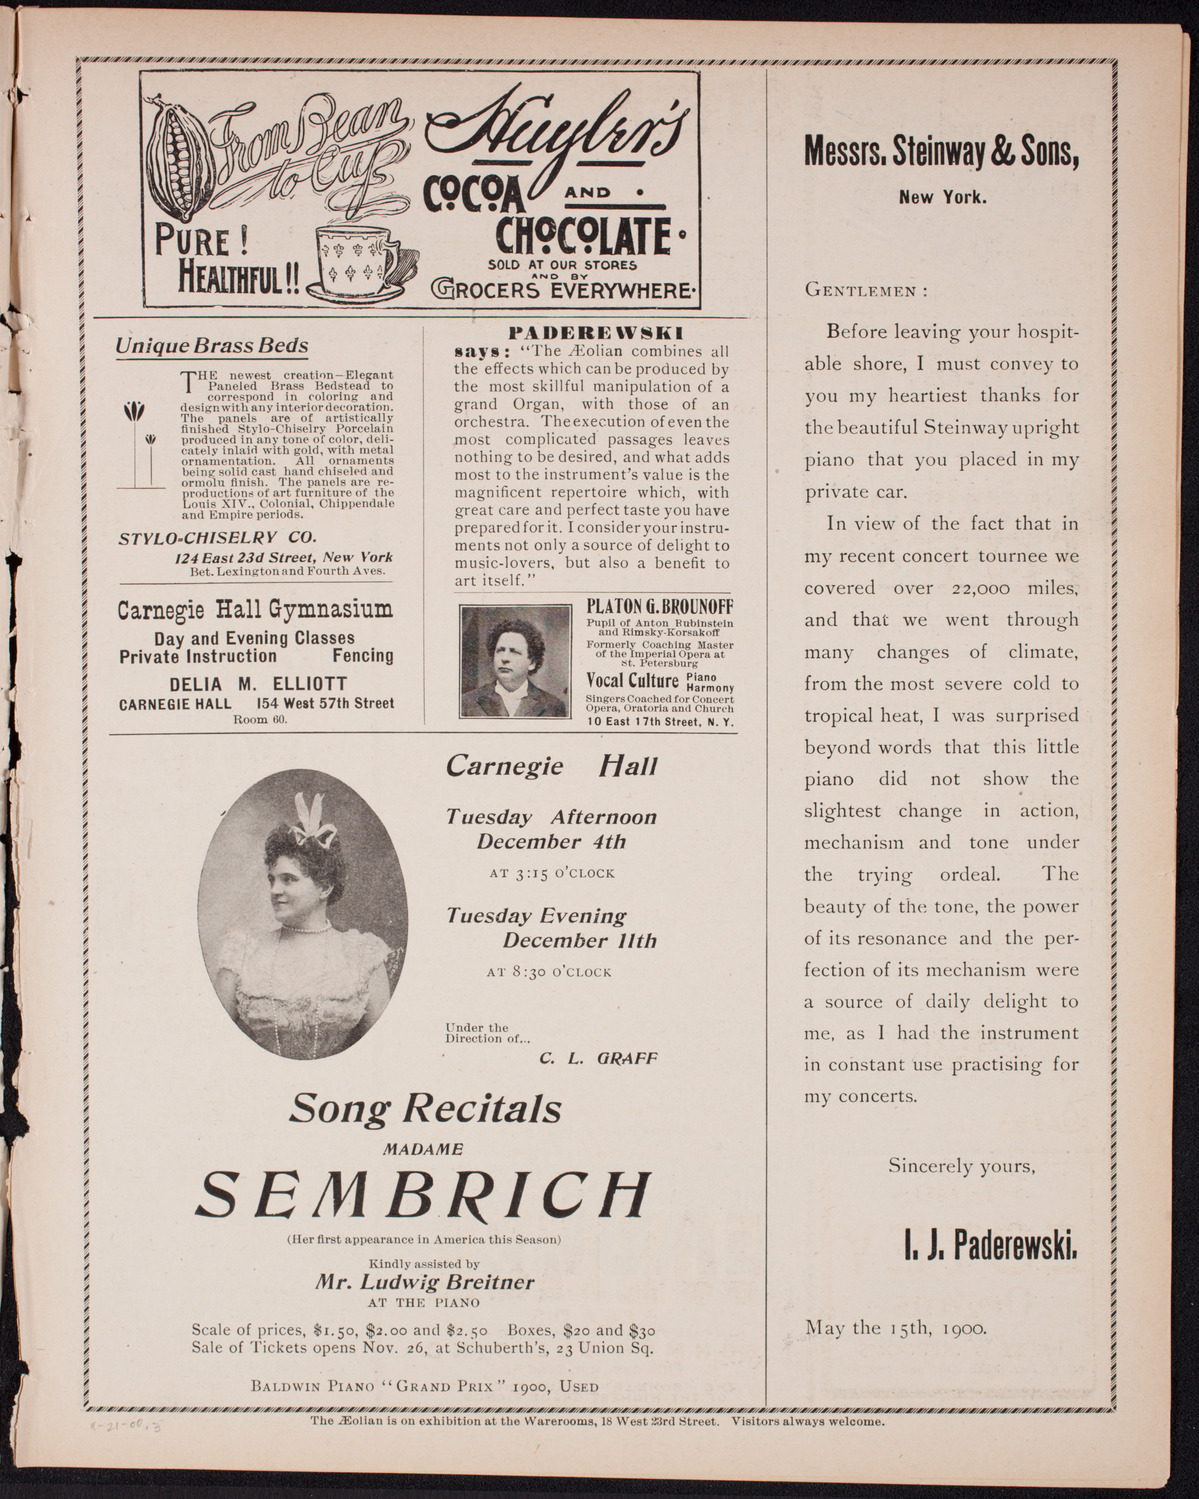 From Bean
to Cup
PURE!
HEALTHFUL!!
Huyler's
COCOA AND
CHOCOLATE
SOLD AT OUR STORES
AND BY
GROCERS EVERYWHERE
Unique Brass Beds
THE newest creation—Elegant
Paneled Brass Bedstead to
correspond in coloring and
design with any interior decoration.
The panels are of artistically
finished Stylo-Chiselry Porcelain
produced in any tone of color, deli-
cately inlaid with gold, with metal
ornamentation. All ornaments
being solid cast hand chiseled and
ormolu finish. The panels are re-
productions of art furniture of the
Louis XIV., Colonial, Chippendale
and Empire periods.
STYLO-CHISELRY CO.
124 East 23d Street, New York
Bet. Lexington and Fourth Aves.
Carnegie Hall Gymnasium
Day and Evening Classes
Private Instruction Fencing
DELIA M. ELLIOTT
CARNEGIE HALL 154 West 57th Street
Room 60.
PADEREWSKI
says: "The Æolian combines all
the effects which can be produced by
the most skillful manipulation of a
grand Organ, with those of an
orchestra. The execution of even the
most complicated passages leaves
nothing to be desired, and what adds
most to the instrument's value is the
magnificent repertoire which, with
great care and perfect taste you have
prepared for it. I consider your instru-
ments not only a source of delight to
music-lovers, but also a benefit to
art itself."
PLATON G. BROUNOFF
Pupil of Anton Rubinstein
and Rimsky-Korsakoff
Formerly Coaching Master
of the Imperial Opera at
St. Petersburg
Vocal Culture Piano
Harmony
Singers Coached for Concert
Opera, Oratoria and Church
10 East 17th Street, N. Y.
Carnegie Hall
Tuesday Afternoon
December 4th
AT 3:15 O'CLOCK
Tuesday Evening
December 11th
AT 8:30 O'CLOCK
Under the
Direction of...
C. L. GRAFF
Song Recitals
MADAME
SEMBRICH
(Her first appearance in America this Season)
Kindly assisted by
Mr. Ludwig Breitner
AT THE PIANO
Scale of prices, $1.50, $2.00 and $2.50 Boxes, $20 and $30
Sale of Tickets opens Nov. 26, at Schuberth's, 23 Union Sq.
BALDWIN PIANO "GRAND PRIX" 1900, USED
Messrs. Steinway & Sons,
New York.
GENTLEMEN:
Before leaving your hospit-
able shore, I must convey to
you my heartiest thanks for
the beautiful Steinway upright
piano that you placed in my
private car.
In view of the fact that in
my recent concert tournee we
covered over 22,000 miles,
and that we went through
many changes of climate,
from the most severe cold to
tropical heat, I was surprised
beyond words that this little
piano did not show the
slightest change in action,
mechanism and tone under
the trying ordeal. The
beauty of the tone, the power
of its resonance and the per-
fection of its mechanism were
a source of daily delight to
me, as I had the instrument
in constant use practising for
my concerts.
Sincerely yours,
I. J. Paderewski.
May the 15th, 1900.
The Æolian is on exhibition at the Warerooms, 18 West 23rd Street. Visitors always welcome.